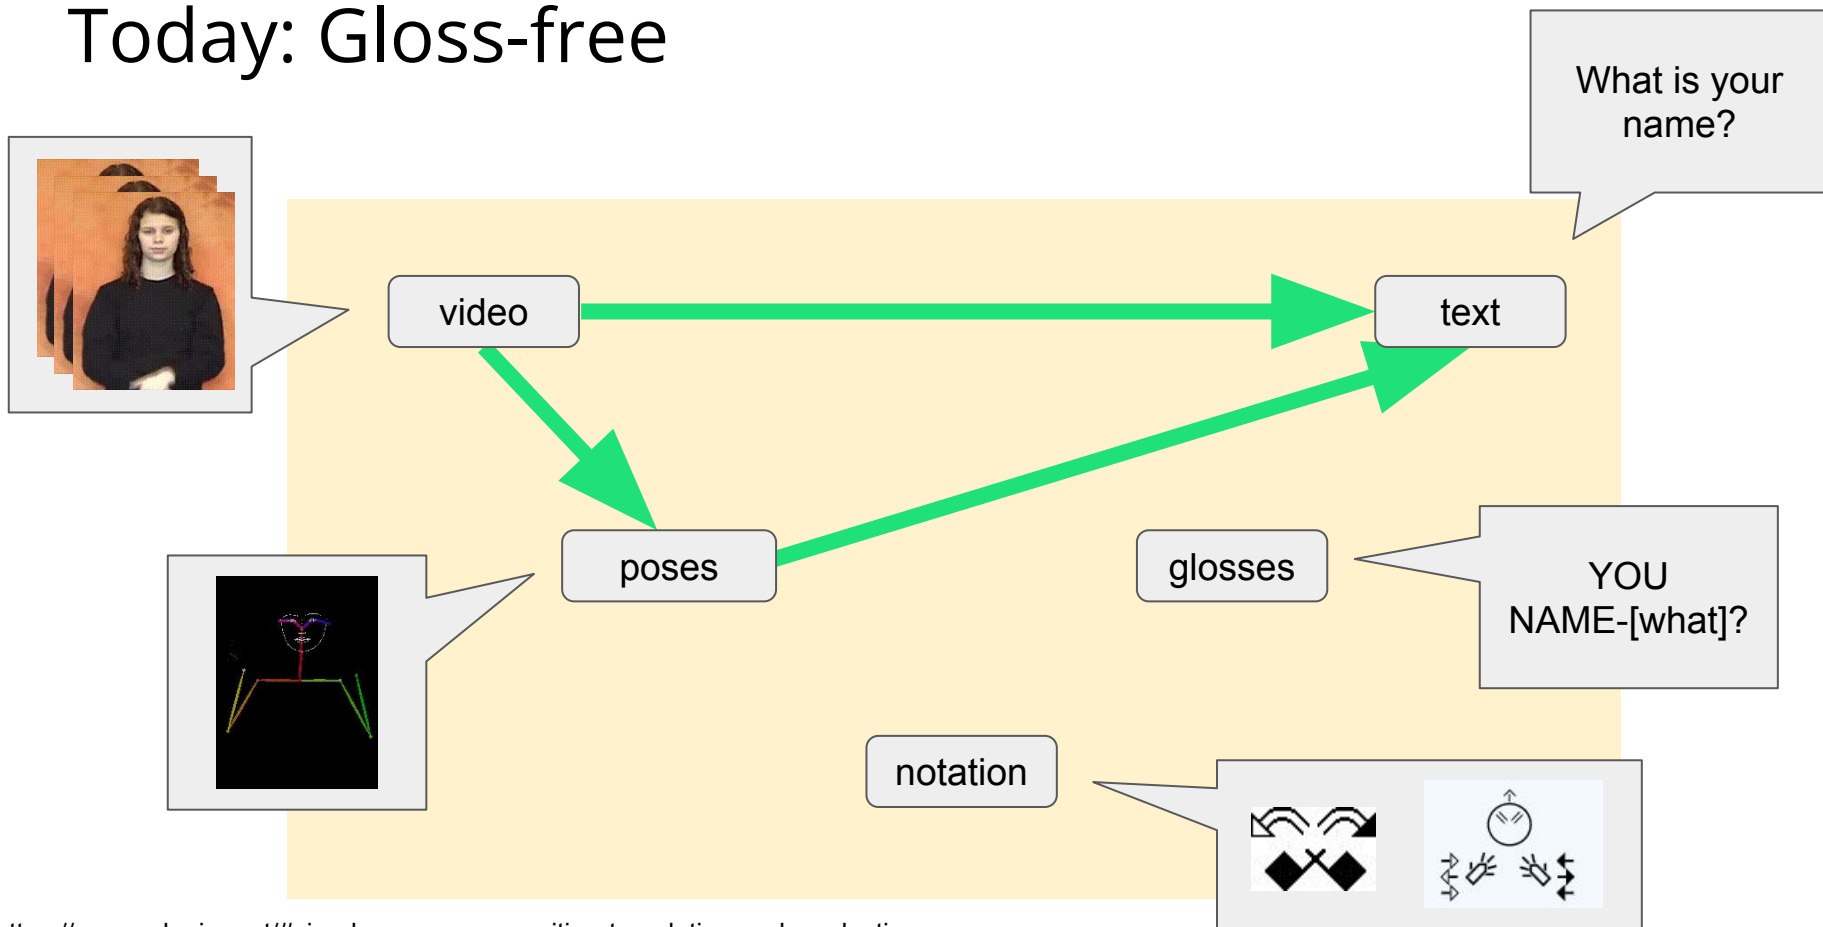 Today: Gloss-free
What is your
name?
video
text
poses
glosses
YOU
NAME-[what]?
notation